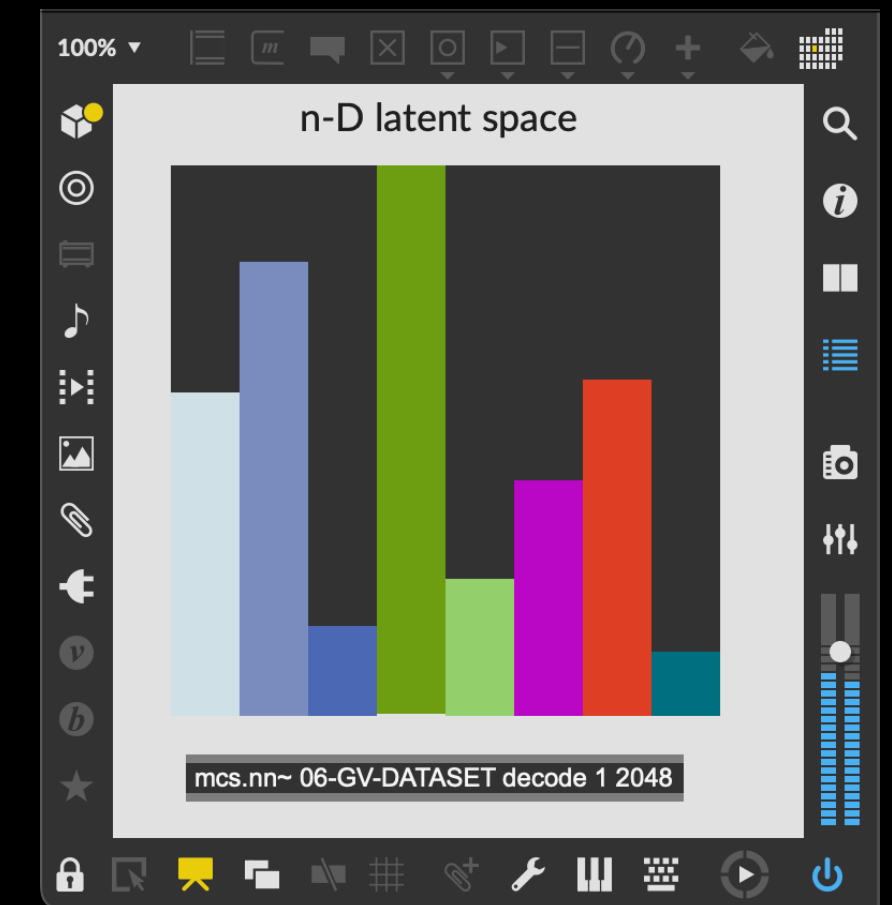 100%
m
n-D latent space
i
v
b
mcs.nn~ 06-GV-DATASET decode 1 2048